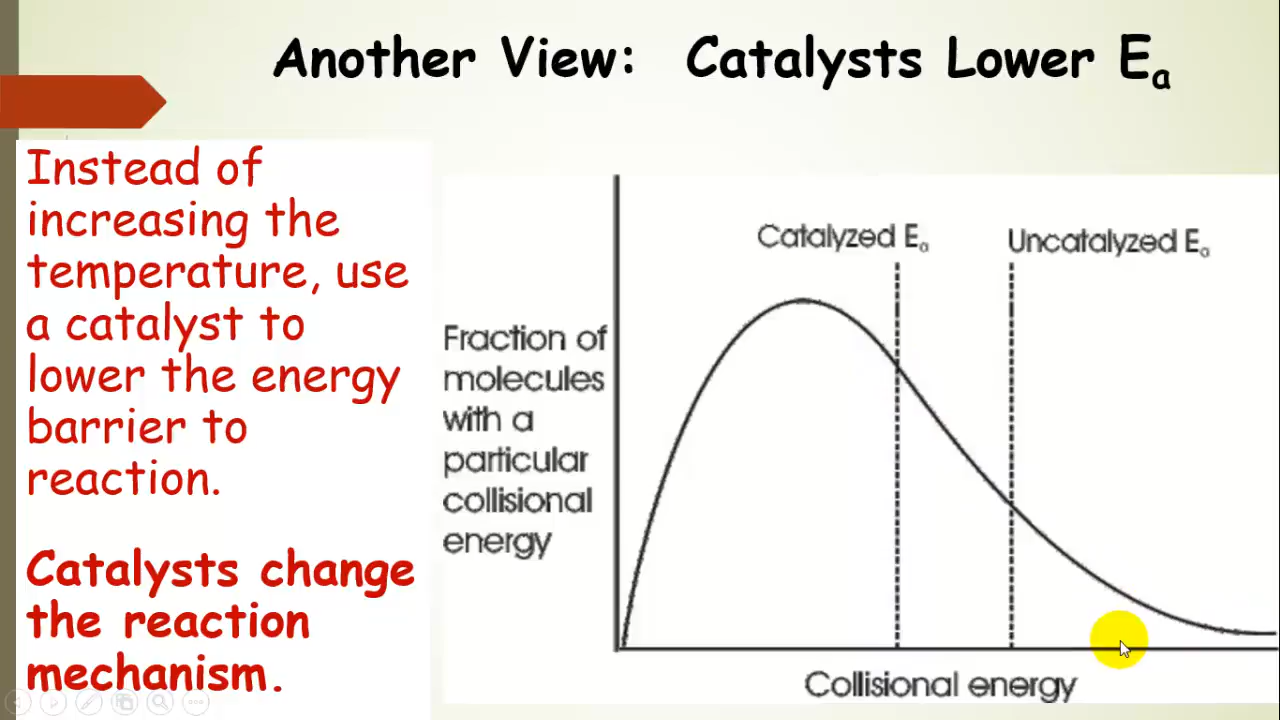 Another View: Catalysts Lower Ea
Instead of
increasing the
temperature, use
a catalyst to
lower the energy
barrier to
reaction.
Catalysts change
the reaction
mechanism.
Catalyzed Ea
Uncatalyzed Ea
Fraction of
molecules
with a
particular
collisional
energy
Collisional energy